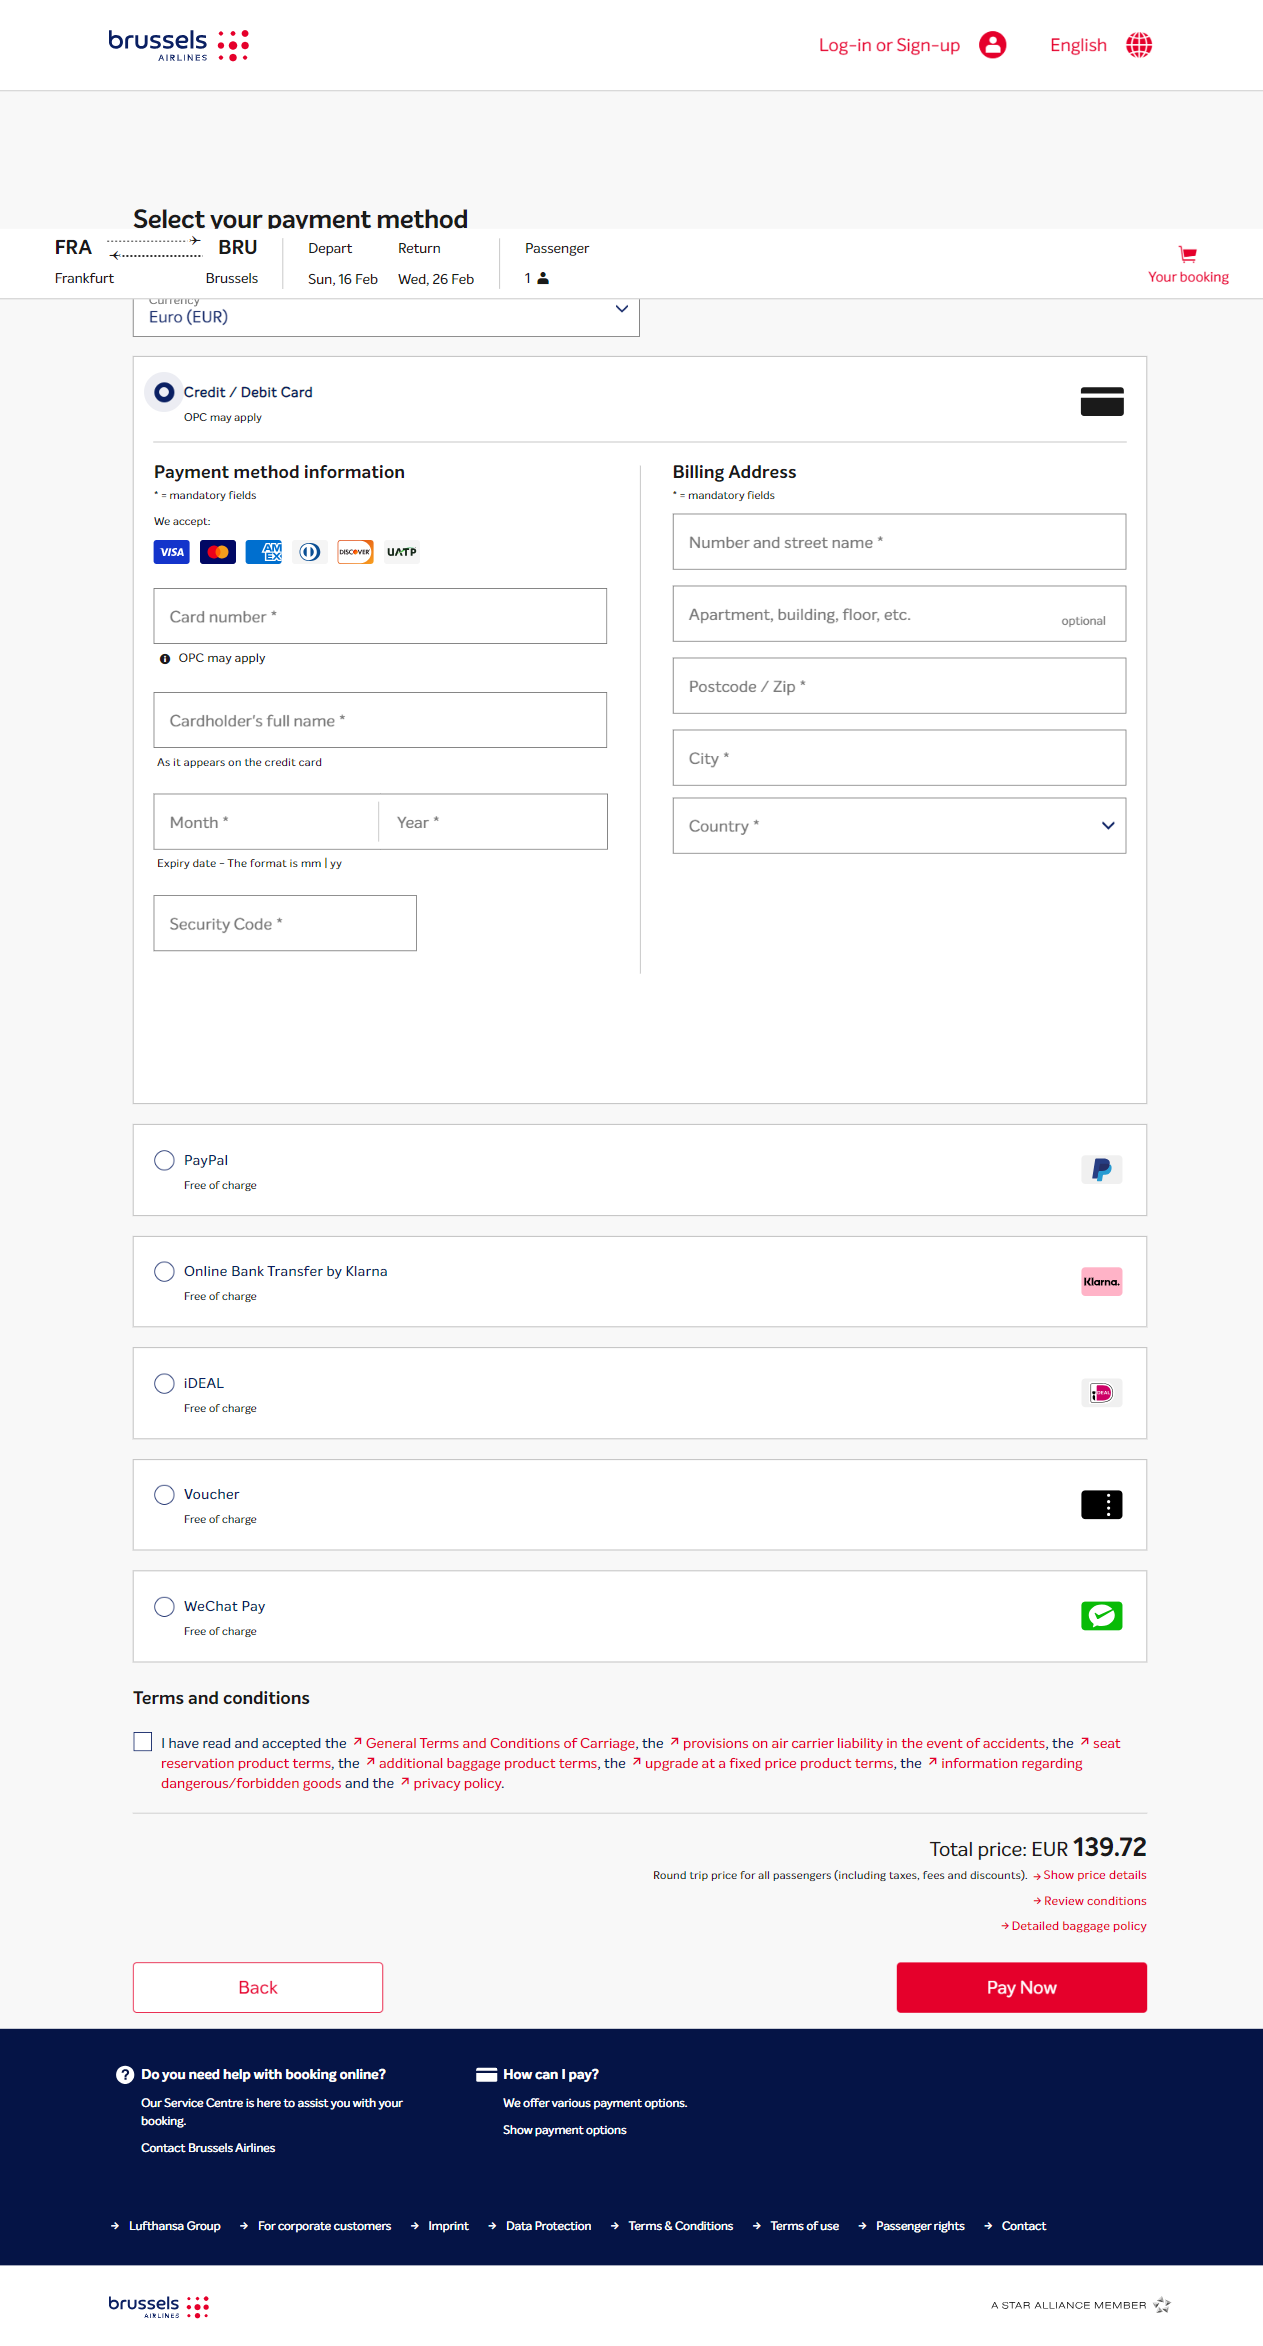 brussels
AIRLINES
Log-in or Sign-up
English
Select your payment method
FRA
BRU
Depart
Return
Passenger
Frankfurt
Brussels
Sun, 16 Feb
Wed, 26 Feb
1
Your booking
Currency
Euro (EUR)
Credit / Debit Card
OPC may apply
Payment method information
* = mandatory fields
We accept:
VISA
AM
EX
DISCOVER
UATP
Card number *
OPC may apply
Cardholder's full name *
As it appears on the credit card
Month *
Year *
Expiry date - The format is mm | yy
Security Code *
Billing Address
* = mandatory fields
Number and street name *
Apartment, building, floor, etc.
optional
Postcode / Zip *
City *
Country *
PayPal
Free of charge
Online Bank Transfer by Klarna
Free of charge
Klarna.
iDEAL
Free of charge
iDEAL
Voucher
Free of charge
WeChat Pay
Free of charge
Terms and conditions
I have read and accepted the General Terms and Conditions of Carriage, the provisions on air carrier liability in the event of accidents, the seat
reservation product terms, the additional baggage product terms, the upgrade at a fixed price product terms, the information regarding
dangerous/forbidden goods and the privacy policy.
Total price: EUR 139.72
Round trip price for all passengers (including taxes, fees and discounts). Show price details
Review conditions
Detailed baggage policy
Back
Pay Now
Do you need help with booking online?
Our Service Centre is here to assist you with your
booking.
Contact Brussels Airlines
How can I pay?
We offer various payment options.
Show payment options
Lufthansa Group
For corporate customers
Imprint
Data Protection
Terms & Conditions
Terms of use
Passenger rights
Contact
brussels
AIRLINES
A STAR ALLIANCE MEMBER